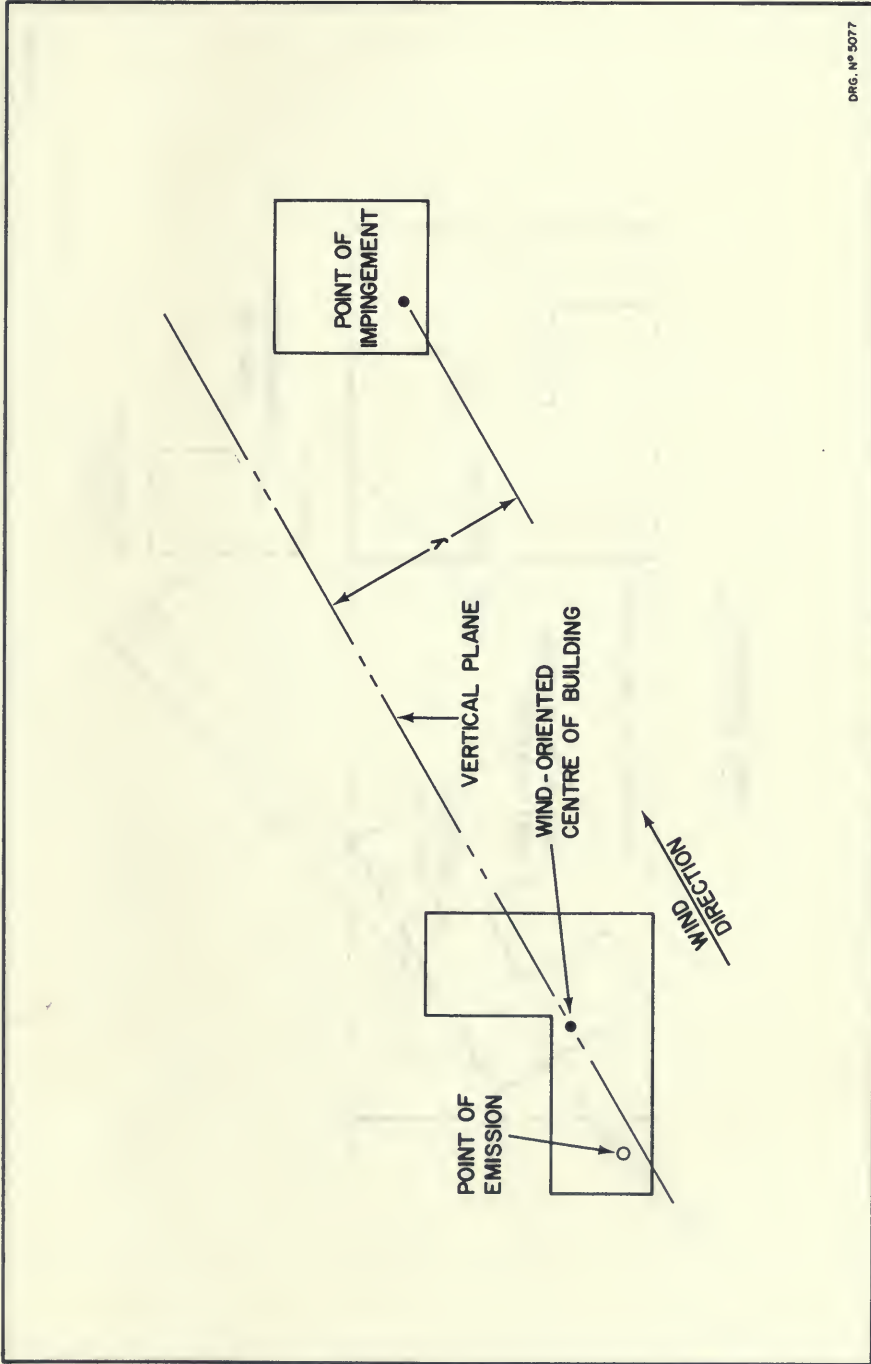 POINT OF
IMPINGEMENT
Y
VERTICAL PLANE
WIND-ORIENTED
CENTRE OF BUILDING
POINT OF
EMISSION
WIND
DIRECTION
DRG. Nº 5077